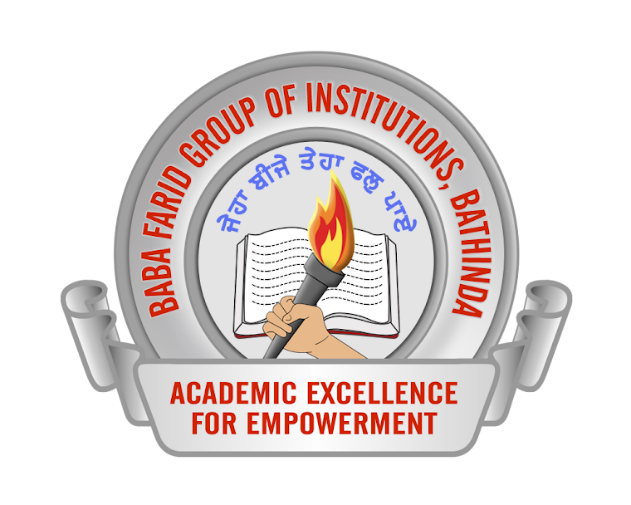 BABA FARID GROUP OF INSTITUTIONS, BATHINDA
ਜੇਹਾ ਬੀਜੇ ਤੇਹਾ ਫਲੁ ਪਾਏ
ACADEMIC EXCELLENCE
FOR EMPOWERMENT